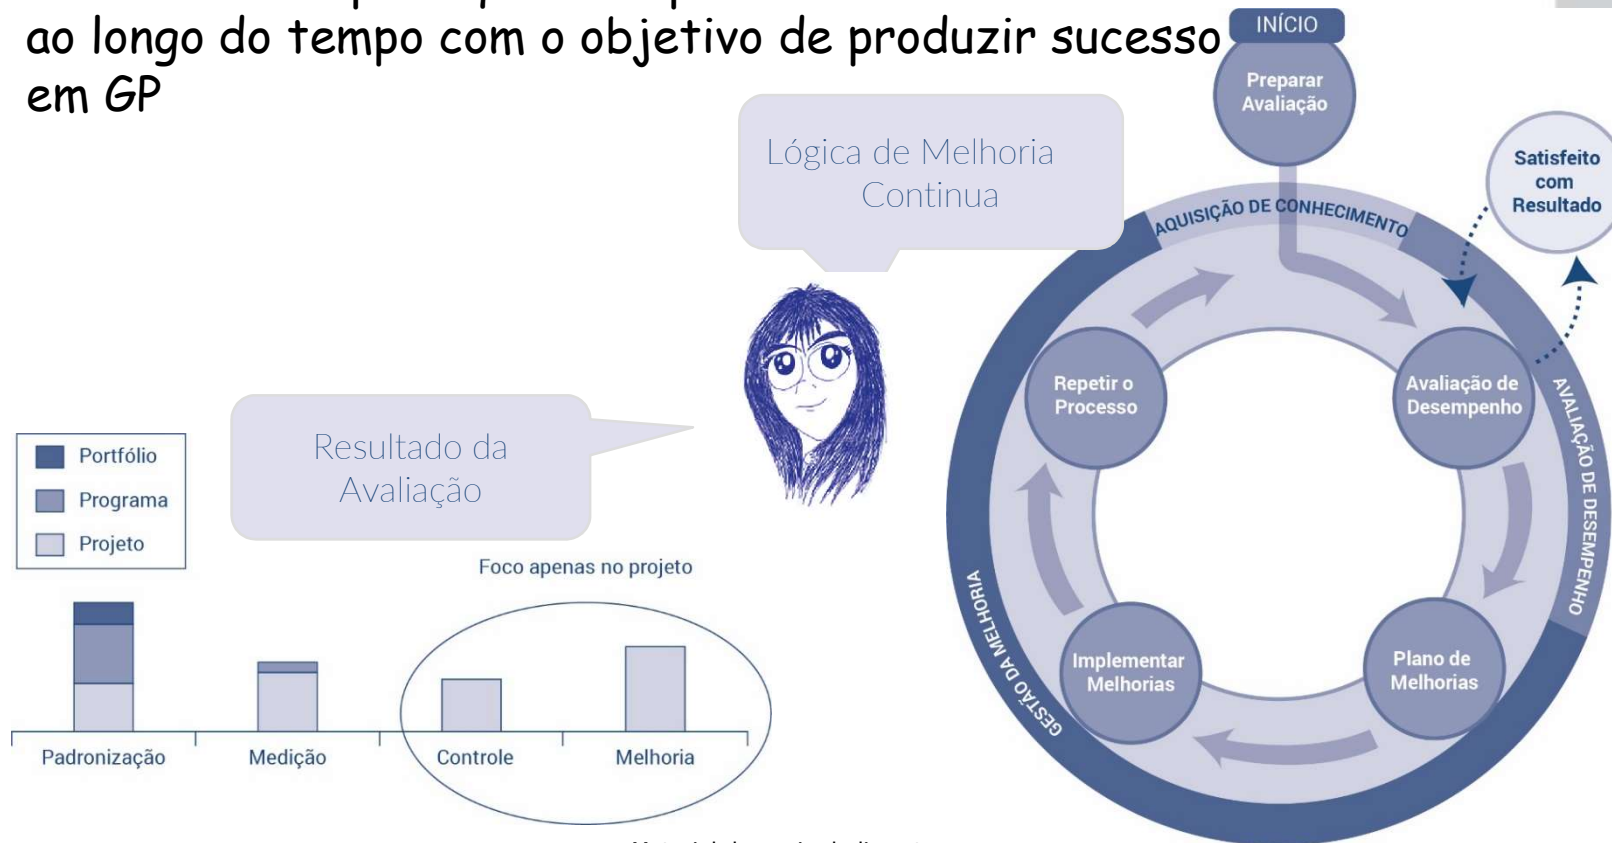 ao longo do tempo com o objetivo de produzir sucesso
em GP
INÍCIO
Preparar
Avaliação
Lógica de Melhoria
Continua
Satisfeito
com
Resultado
AQUISIÇÃO DE CONHECIMENTO
Repetir o
Processo
Avaliação de
Desempenho
AVALIAÇÃO DE DESEMPENHO
Resultado da
Avaliação
Portfólio
Programa
Projeto
Foco apenas no projeto
GESTÃO DA MELHORIA
Implementar
Melhorias
Plano de
Melhorias
Padronização
Medição
Controle
Melhoria